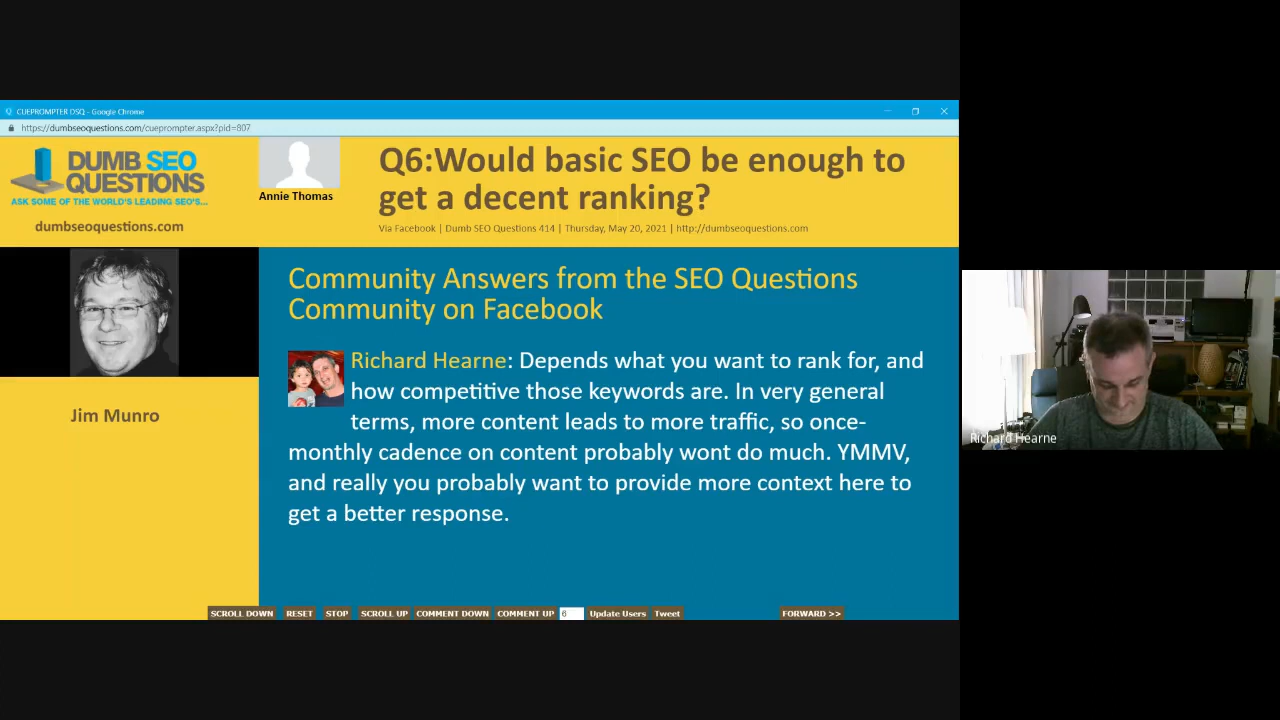 CUEPROMPTER DSQ - Google Chrome
https://dumbseoquestions.com/cueprompter.aspx?pid=807
DUMB SEO
QUESTIONS
ASK SOME OF THE WORLD'S LEADING SEO'S...
dumbseoquestions.com
Annie Thomas
Q6:Would basic SEO be enough to
get a decent ranking?
Via Facebook | Dumb SEO Questions 414 | Thursday, May 20, 2021 | http://dumbseoquestions.com
Jim Munro
Community Answers from the SEO Questions
Community on Facebook
Richard Hearne: Depends what you want to rank for, and
how competitive those keywords are. In very general
terms, more content leads to more traffic, so once-
monthly cadence on content probably wont do much. YMMV,
and really you probably want to provide more context here to
get a better response.
SCROLL DOWN RESET STOP SCROLL UP COMMENT DOWN COMMENT UP 6 Update Users Tweet FORWARD >>
Richard Hearne